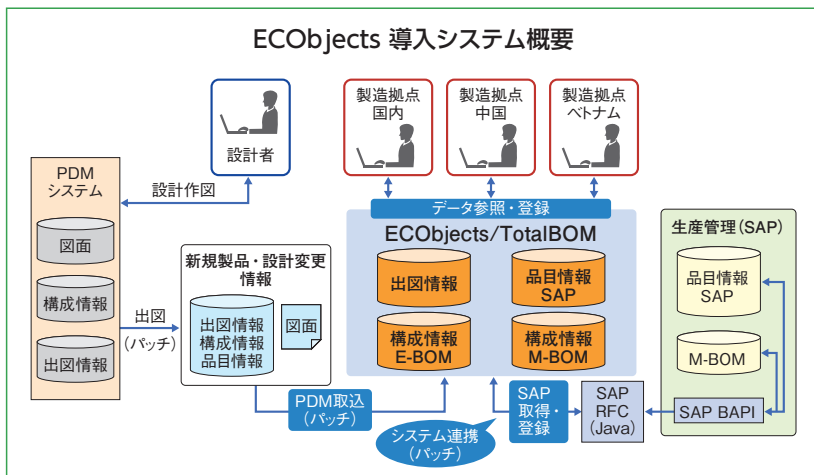 ECObjects 導入システム概要
設計者
製造拠点
国内
製造拠点
中国
製造拠点
ベトナム
PDM
システム
設計作図
図面
構成情報
出図情報
出図
(パッチ)
新規製品・設計変更
情報
出図情報
構成情報
品目情報
図面
データ参照・登録
ECObjects/TotalBOM
出図情報
品目情報
SAP
構成情報
E-BOM
構成情報
M-BOM
生産管理(SAP)
品目情報
SAP
M-BOM
SAP BAPI
PDM取込
(パッチ)
システム連携
(パッチ)
SAP
取得・
登録
SAP
RFC
(Java)